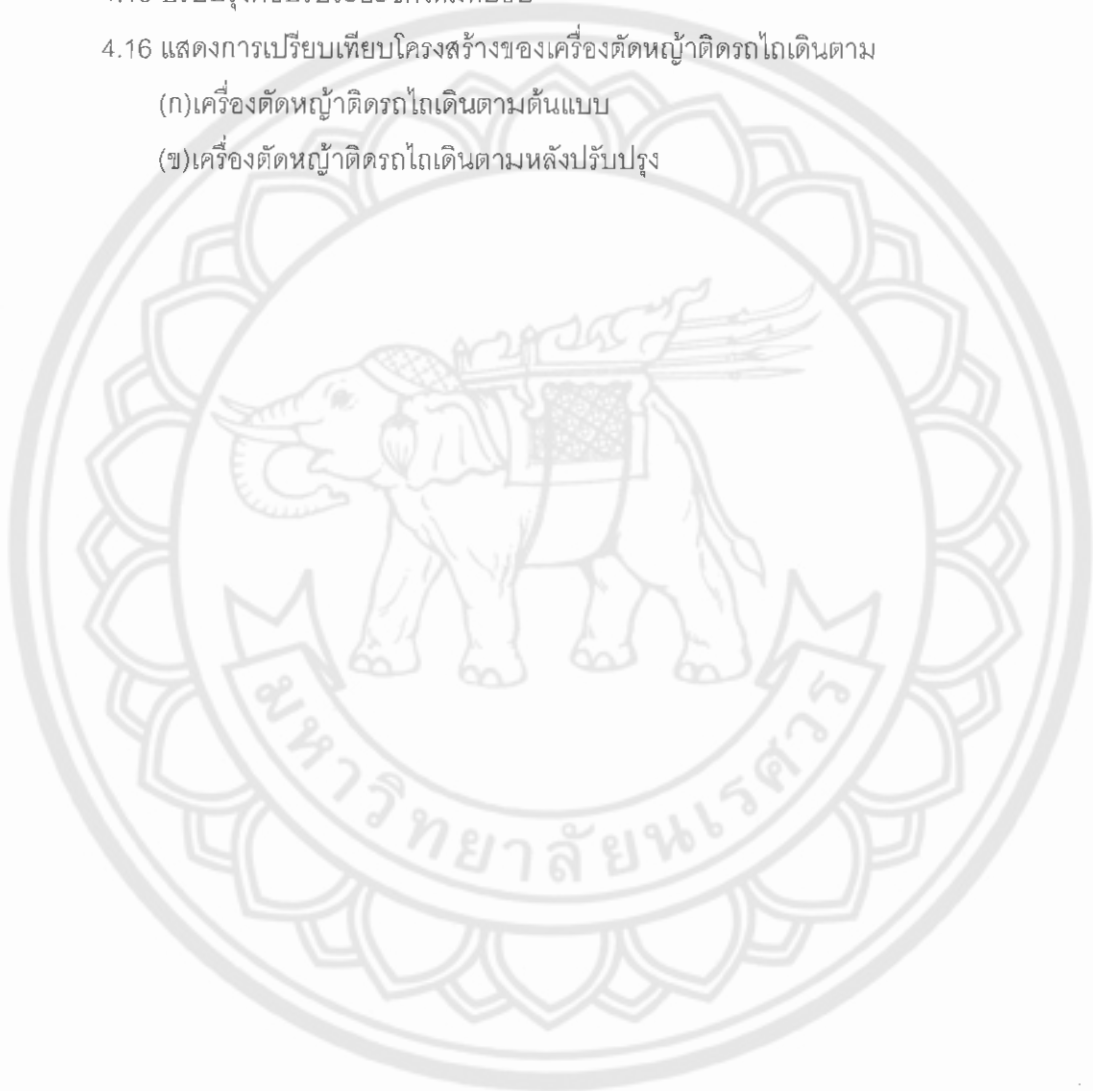 4.16 แสดงการเปรียบเทียบโครงสร้างของเครื่องตัดหญ้าติดรถไถเดินตาม
(ก)เครื่องตัดหญ้าติดรถไถเดินตามต้นแบบ
(ข)เครื่องตัดหญ้าติดรถไถเดินตามหลังปรับปรุง
มหาวิทยาลัยนเรศวร